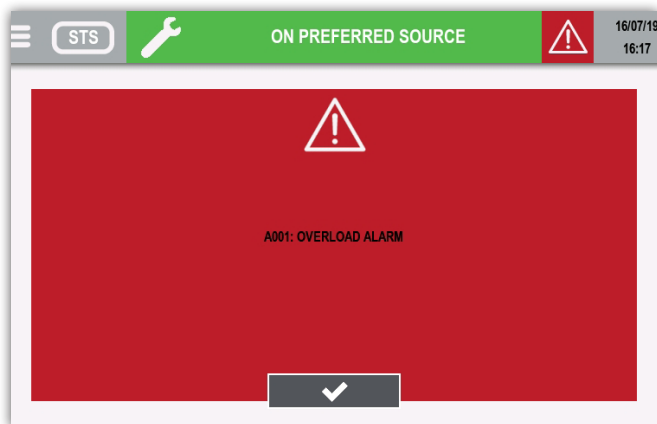 STS
ON PREFERRED SOURCE
16/07/19
16:17
A001: OVERLOAD ALARM